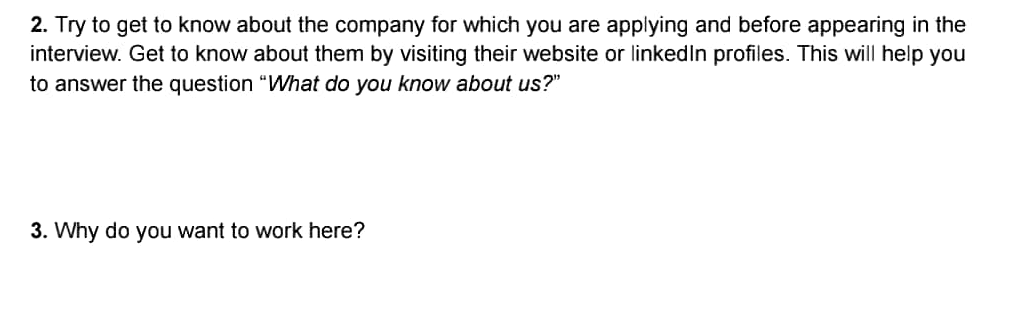 2. Try to get to know about the company for which you are applying and before appearing in the
interview. Get to know about them by visiting their website or linkedIn profiles. This will help you
to answer the question “What do you know about us?”
3. Why do you want to work here?